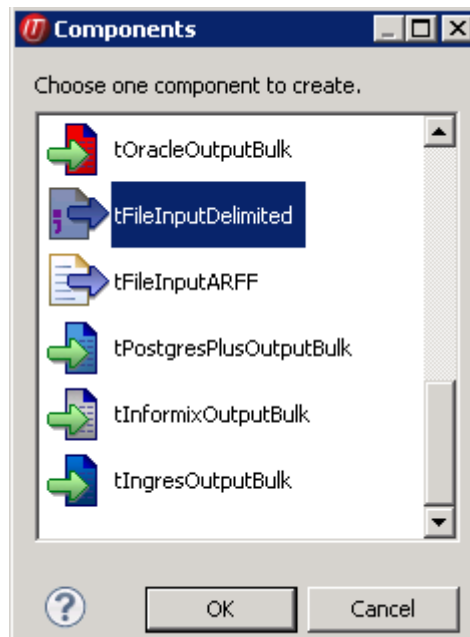 Components
Choose one component to create.
tOracleOutputBulk
tFileInputDelimited
tFileInputARFF
tPostgresPlusOutputBulk
tInformixOutputBulk
tIngresOutputBulk
?
OK
Cancel